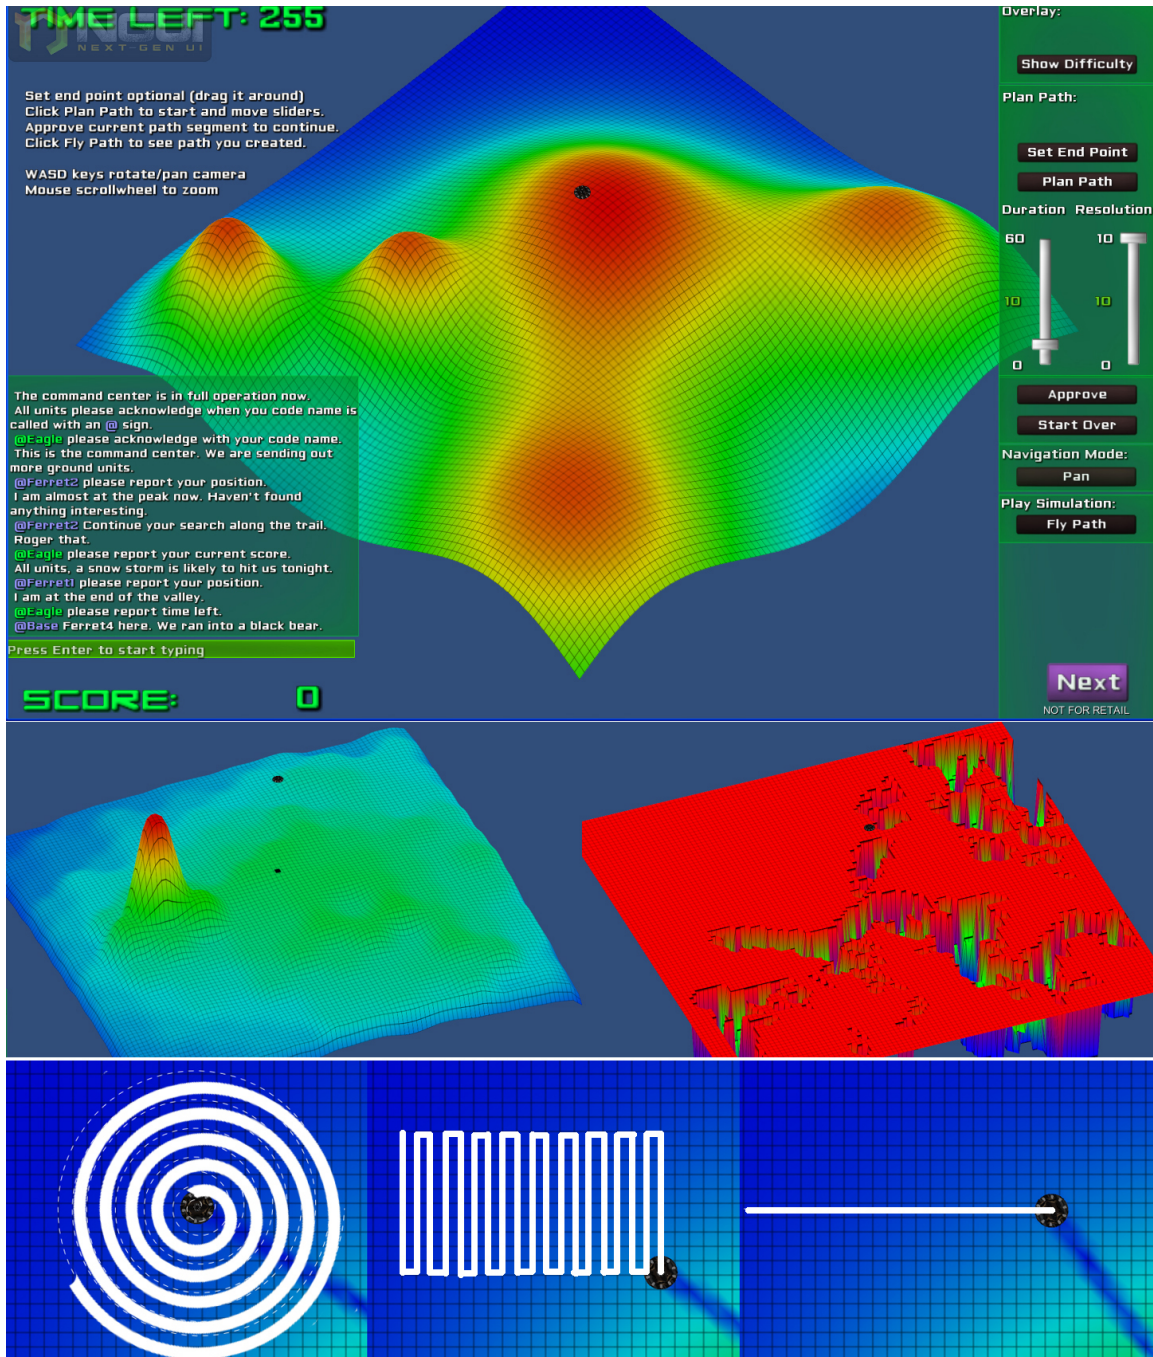 TIME LEFT: 255
NGUI
NEXT-GEN UI
Set end point optional (drag it around)
Click Plan Path to start and move sliders.
Approve current path segment to continue.
Click Fly Path to see path you created.
WASD keys rotate/pan camera
Mouse scrollwheel to zoom
The command center is in full operation now.
All units please acknowledge when you code name is
called with an @ sign.
@Eagle please acknowledge with your code name.
This is the command center. We are sending out
more ground units.
@Ferret2 please report your position.
I am almost at the peak now. Haven't found
anything interesting.
@Ferret2 Continue your search along the trail.
Roger that.
@Eagle please report your current score.
All units, a snow storm is likely to hit us tonight.
@Ferret1 please report your position.
I am at the end of the valley.
@Eagle please report time left.
@Base Ferret4 here. We ran into a black bear.
Press Enter to start typing
SCORE: 0
Overlay:
Show Difficulty
Plan Path:
Set End Point
Plan Path
Duration Resolution
60 10
10 10
0 0
Approve
Start Over
Navigation Mode:
Pan
Play Simulation:
Fly Path
Next
NOT FOR RETAIL